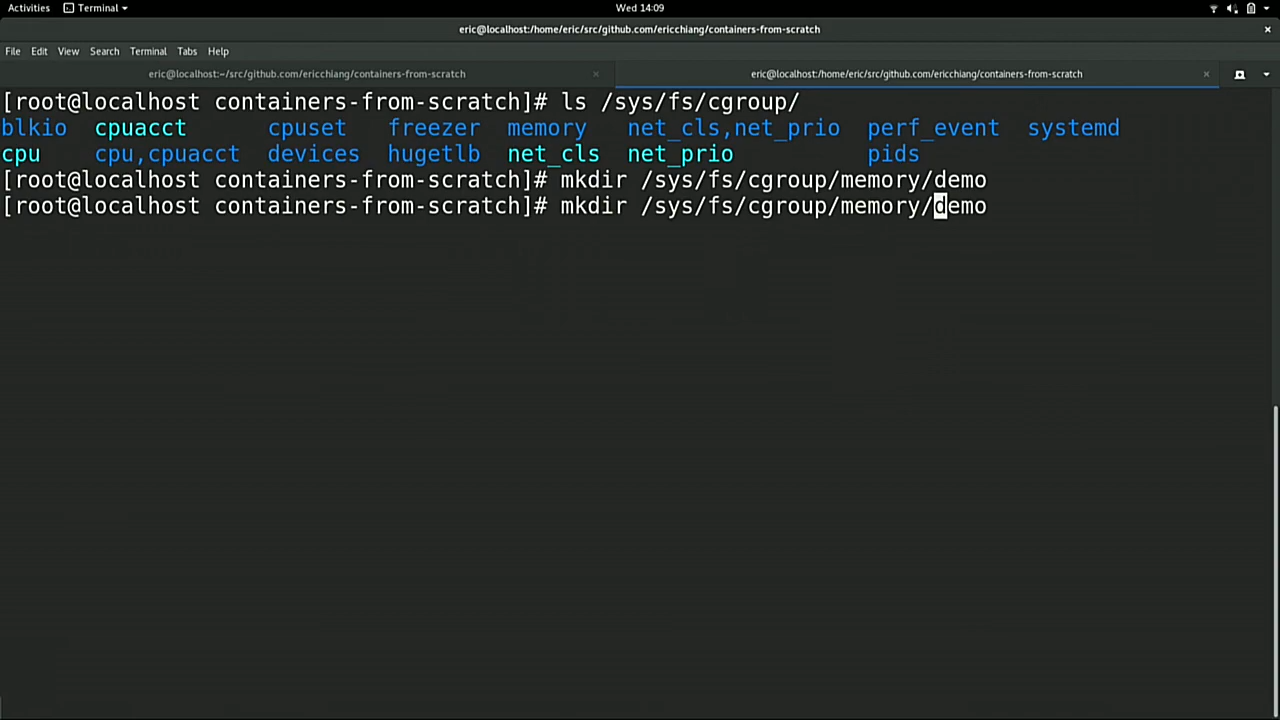 Activities Terminal Wed 14:09
eric@localhost:/home/eric/src/github.com/ericchiang/containers-from-scratch
File Edit View Search Terminal Tabs Help
eric@localhost:~/src/github.com/ericchiang/containers-from-scratch eric@localhost:/home/eric/src/github.com/ericchiang/containers-from-scratch
[root@localhost containers-from-scratch]# ls /sys/fs/cgroup/
blkio cpuacct cpuset freezer memory net_cls,net_prio perf_event systemd
cpu cpu,cpuacct devices hugetlb net_cls net_prio pids
[root@localhost containers-from-scratch]# mkdir /sys/fs/cgroup/memory/demo
[root@localhost containers-from-scratch]# mkdir /sys/fs/cgroup/memory/demo